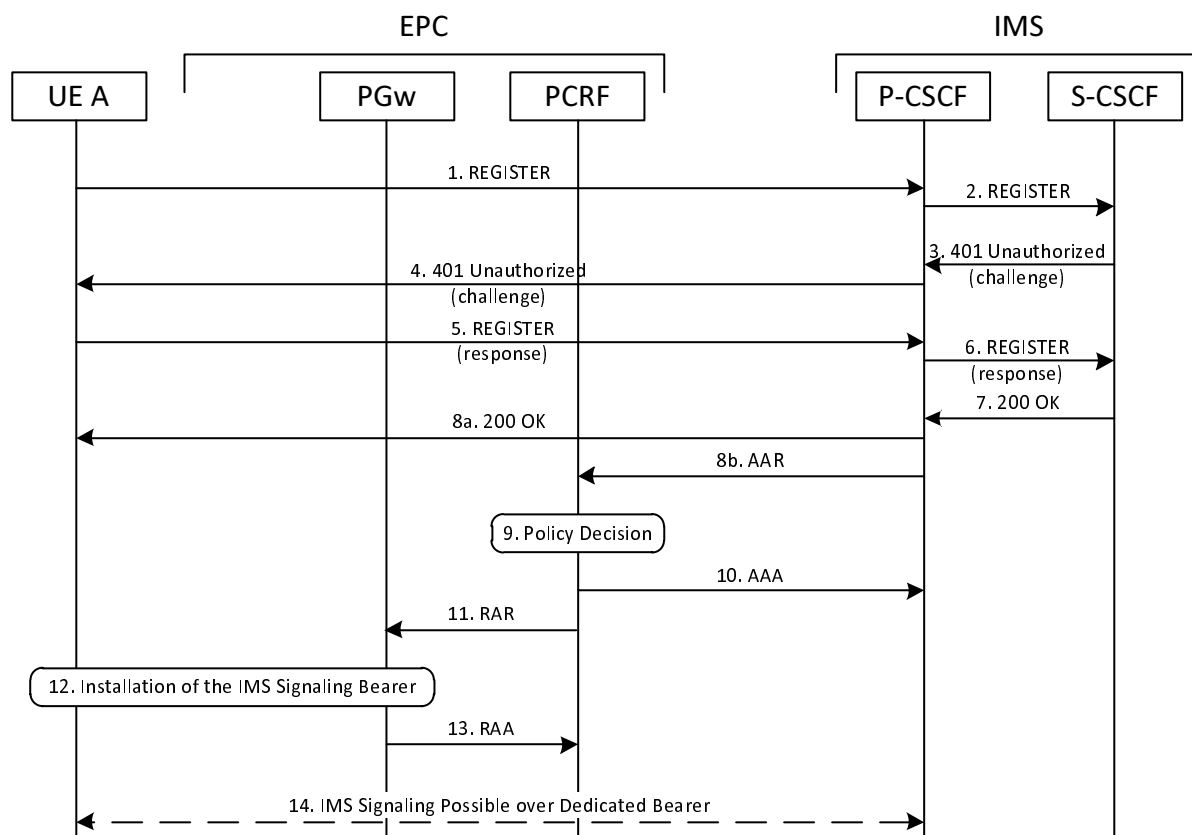 EPC
IMS
UE A
PGw
PCRF
P-CSCF
S-CSCF
1. REGISTER
2. REGISTER
3. 401 Unauthorized
(challenge)
4. 401 Unauthorized
(challenge)
5. REGISTER
(response)
6. REGISTER
(response)
7. 200 OK
8a. 200 OK
8b. AAR
9. Policy Decision
10. AAA
11. RAR
12. Installation of the IMS Signaling Bearer
13. RAA
14. IMS Signaling Possible over Dedicated Bearer